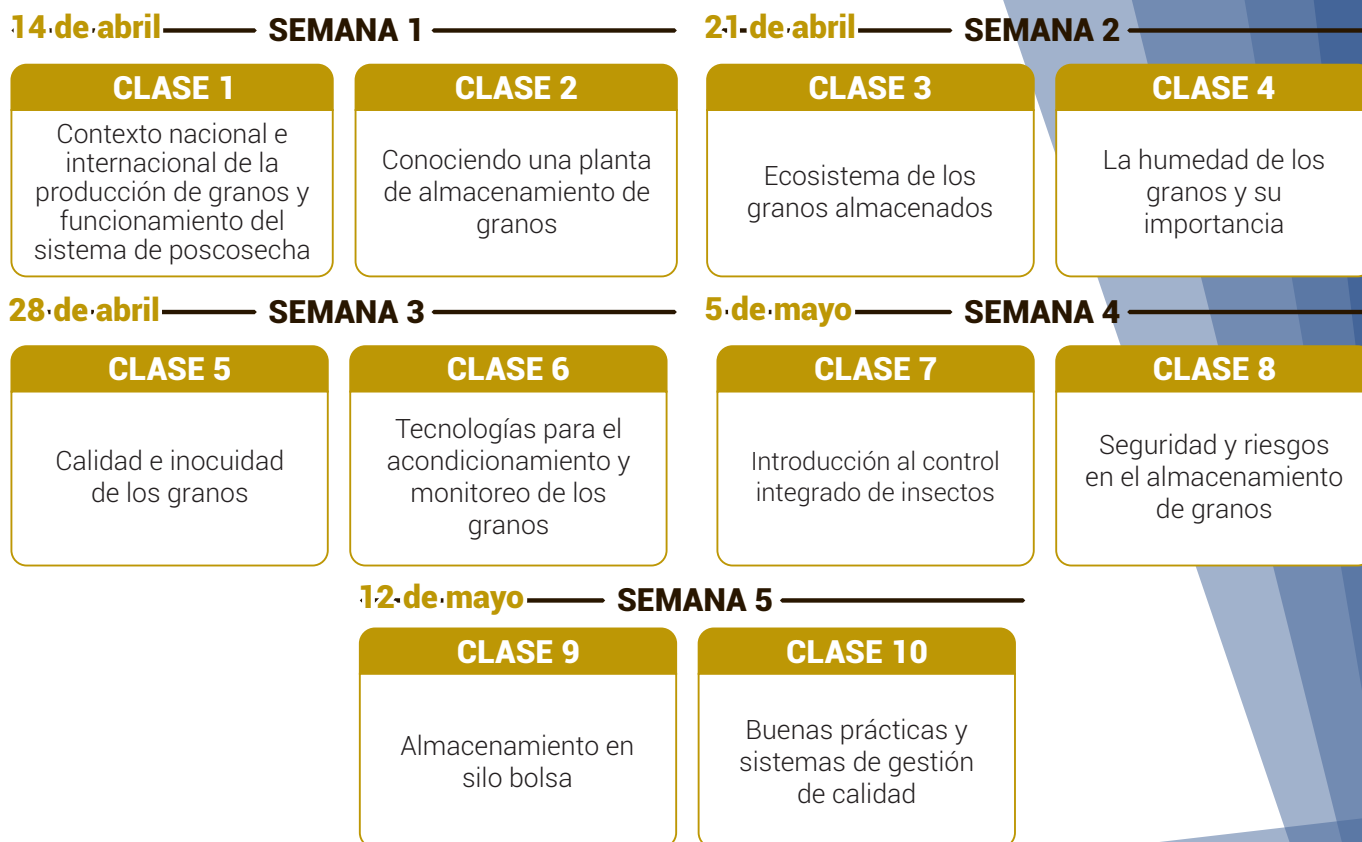 14 de abril SEMANA 1
CLASE 1
Contexto nacional e
internacional de la
producción de granos y
funcionamiento del
sistema de poscosecha
CLASE 2
Conociendo una planta
de almacenamiento de
granos
21 de abril SEMANA 2
CLASE 3
Ecosistema de los
granos almacenados
CLASE 4
La humedad de los
granos y su
importancia
28 de abril SEMANA 3
CLASE 5
Calidad e inocuidad
de los granos
CLASE 6
Tecnologías para el
acondicionamiento y
monitoreo de los
granos
5 de mayo SEMANA 4
CLASE 7
Introducción al control
integrado de insectos
CLASE 8
Seguridad y riesgos
en el almacenamiento
de granos
12 de mayo SEMANA 5
CLASE 9
Almacenamiento en
silo bolsa
CLASE 10
Buenas prácticas y
sistemas de gestión
de calidad